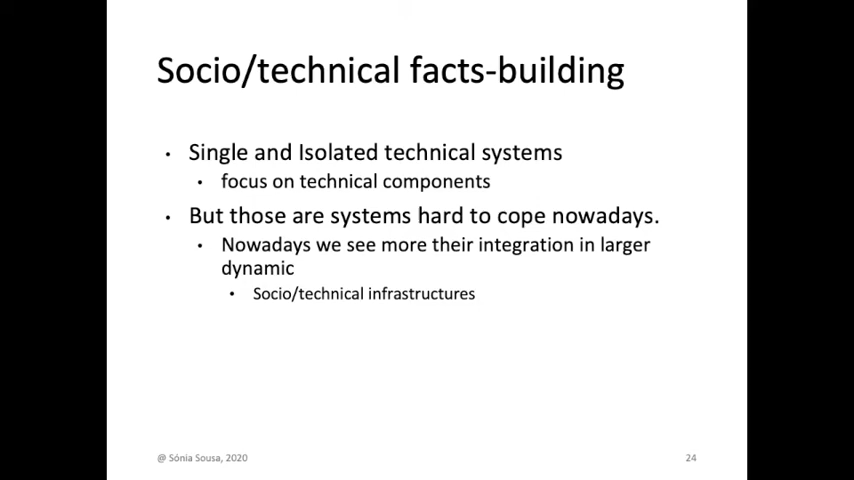 Socio/technical facts-building
• Single and Isolated technical systems
• focus on technical components
• But those are systems hard to cope nowadays.
• Nowadays we see more their integration in larger
dynamic
• Socio/technical infrastructures
@ Sónia Sousa, 2020
24